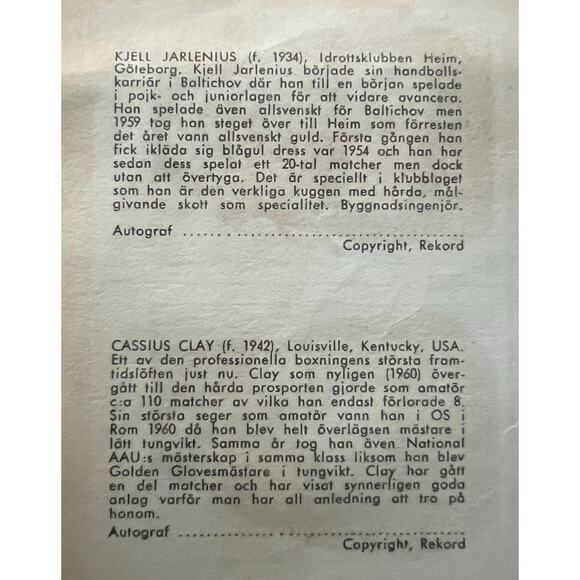 KJELL JARLENIUS (f. 1934), Idrottsklubben Heim,
Göteborg. Kjell Jarlenius började sin handbolls-
karriär i Baltichov där han till en början spelade
i pojk- och juniorlagen för att vidare avancera.
Han spelade även allsvenskt för Baltichov men
1959 tog han steget över till Heim som förresten
det året vann allsvenskt guld. Första gången han
fick ikläda sig blågul dress var 1954 och han har
sedan dess spelat ett 20-tal matcher men dock
utan att övertyga. Det är speciellt i klubblaget
som han är den verkliga kuggen med hårda, mål-
givande skott som specialitet. Byggnadsingenjör.
Autograf ........................................
Copyright, Rekord
CASSIUS CLAY (f. 1942), Louisville, Kentucky, USA.
Ett av den professionella boxningens största fram-
tidslöften just nu. Clay som nyligen (1960) över-
gått till den hårda prosporten gjorde som amatör
c:a 110 matcher av vilka han endast förlorade 8.
Sin största seger som amatör vann han i OS i
Rom 1960 då han blev helt överlägsen mästare i
lätt tungvikt. Samma år tog han även National
AAU:s mästerskap i samma klass liksom han blev
Golden Glovesmästare i tungvikt. Clay har gått
en del matcher och har visat synnerligen goda
anlag varför man har all anledning att tro på
honom.
Autograf ........................................
Copyright, Rekord